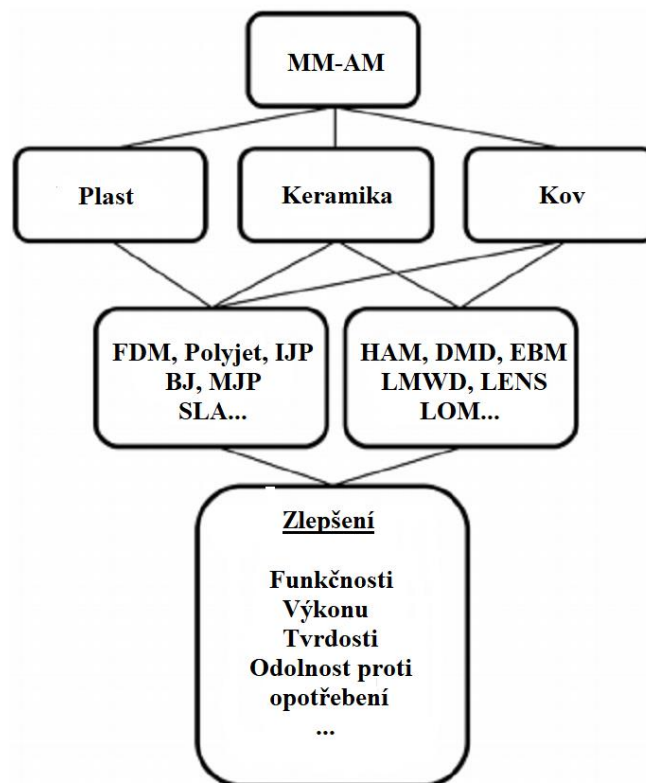 MM-AM
Plast
Keramika
Kov
FDM, Polyjet, IJP
BJ, MJP
SLA...
HAM, DMD, EBM
LMWD, LENS
LOM...
Zlepšení
Funkčnosti
Výkonu
Tvrdosti
Odolnost proti
opotřebení
...